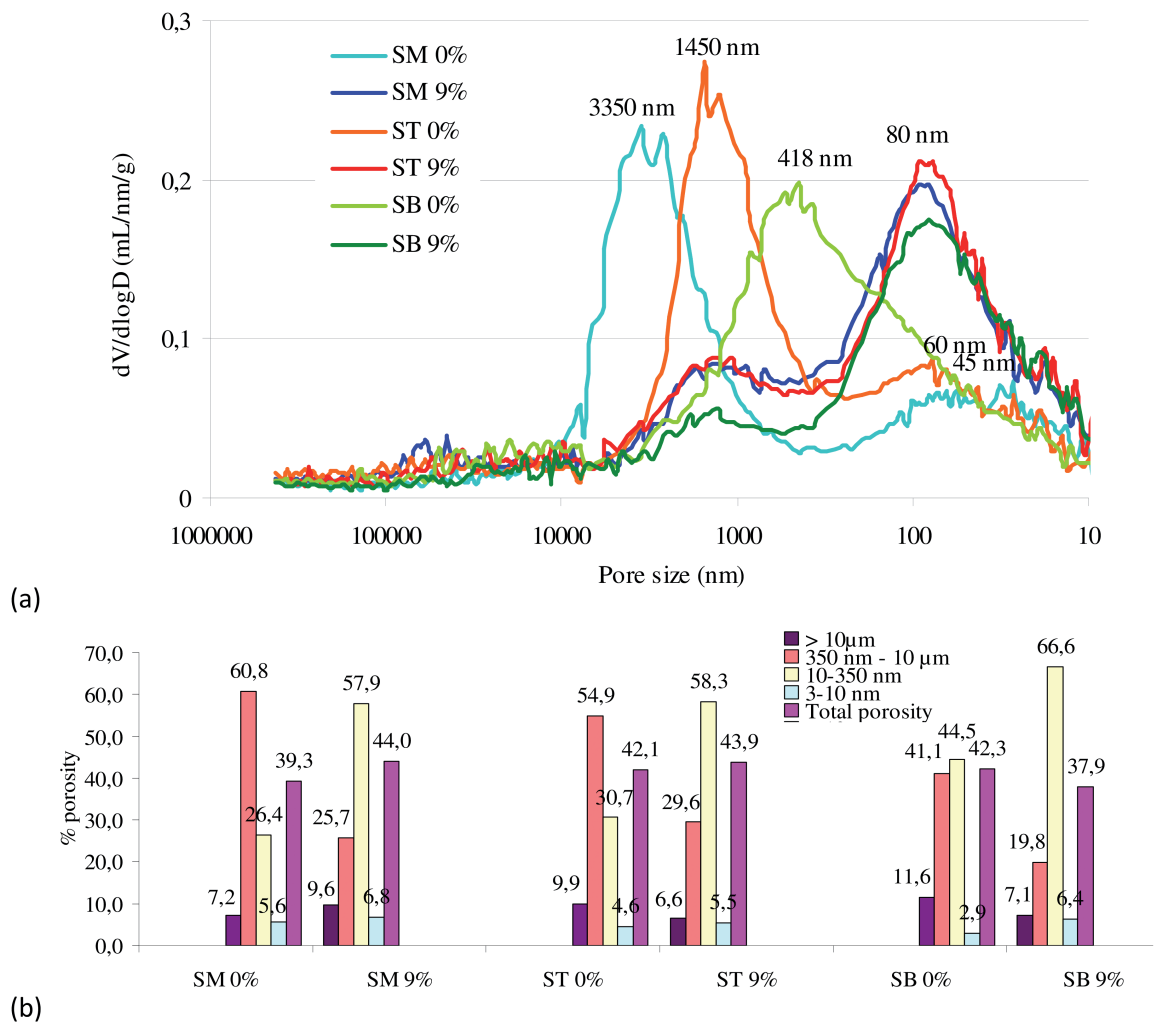 0,3
1450 nm
SM 0%
SM 9%
3350 nm
ST 0%
80 nm
ST 9%
418 nm
0,2
SB 0%
SB 9%
dV/dlogD (mL/nm/g)
0,1
60 nm
45 nm
0
1000000 100000 10000 1000 100 10
Pore size (nm)
(a)
> 10µm
350 nm - 10 µm
10-350 nm
3-10 nm
Total porosity
70,0
60,0
50,0
40,0
30,0
20,0
10,0
0,0
% porosity
7,2 60,8 26,4 5,6 39,3
9,6 25,7 57,9 6,8 44,0
9,9 54,9 30,7 4,6 42,1
6,6 29,6 58,3 5,5 43,9
11,6 41,1 44,5 2,9 42,3
7,1 19,8 66,6 6,4 37,9
SM 0% SM 9% ST 0% ST 9% SB 0% SB 9%
(b)